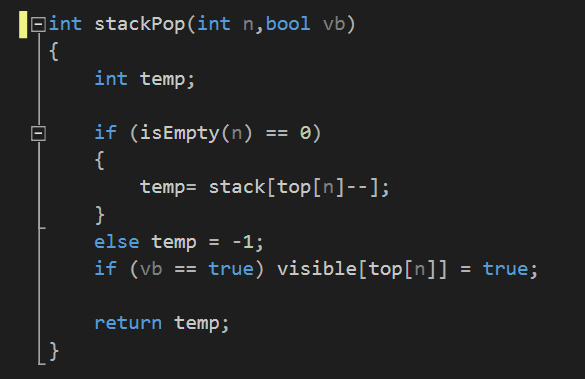 int stackPop(int n,bool vb)
{
    int temp;

    if (isEmpty(n) == 0)
    {
        temp= stack[top[n]--];
    }
    else temp = -1;
    if (vb == true) visible[top[n]] = true;

    return temp;
}